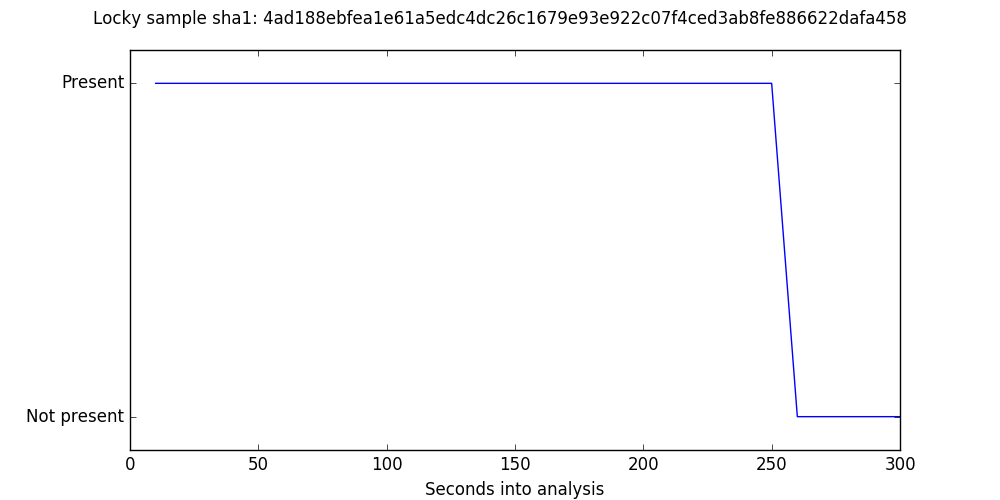 Locky sample sha1: 4ad188ebfea1e61a5edc4dc26c1679e93e922c07f4ced3ab8fe886622dafa458
Present
Not present
0 50 100 150 200 250 300
Seconds into analysis